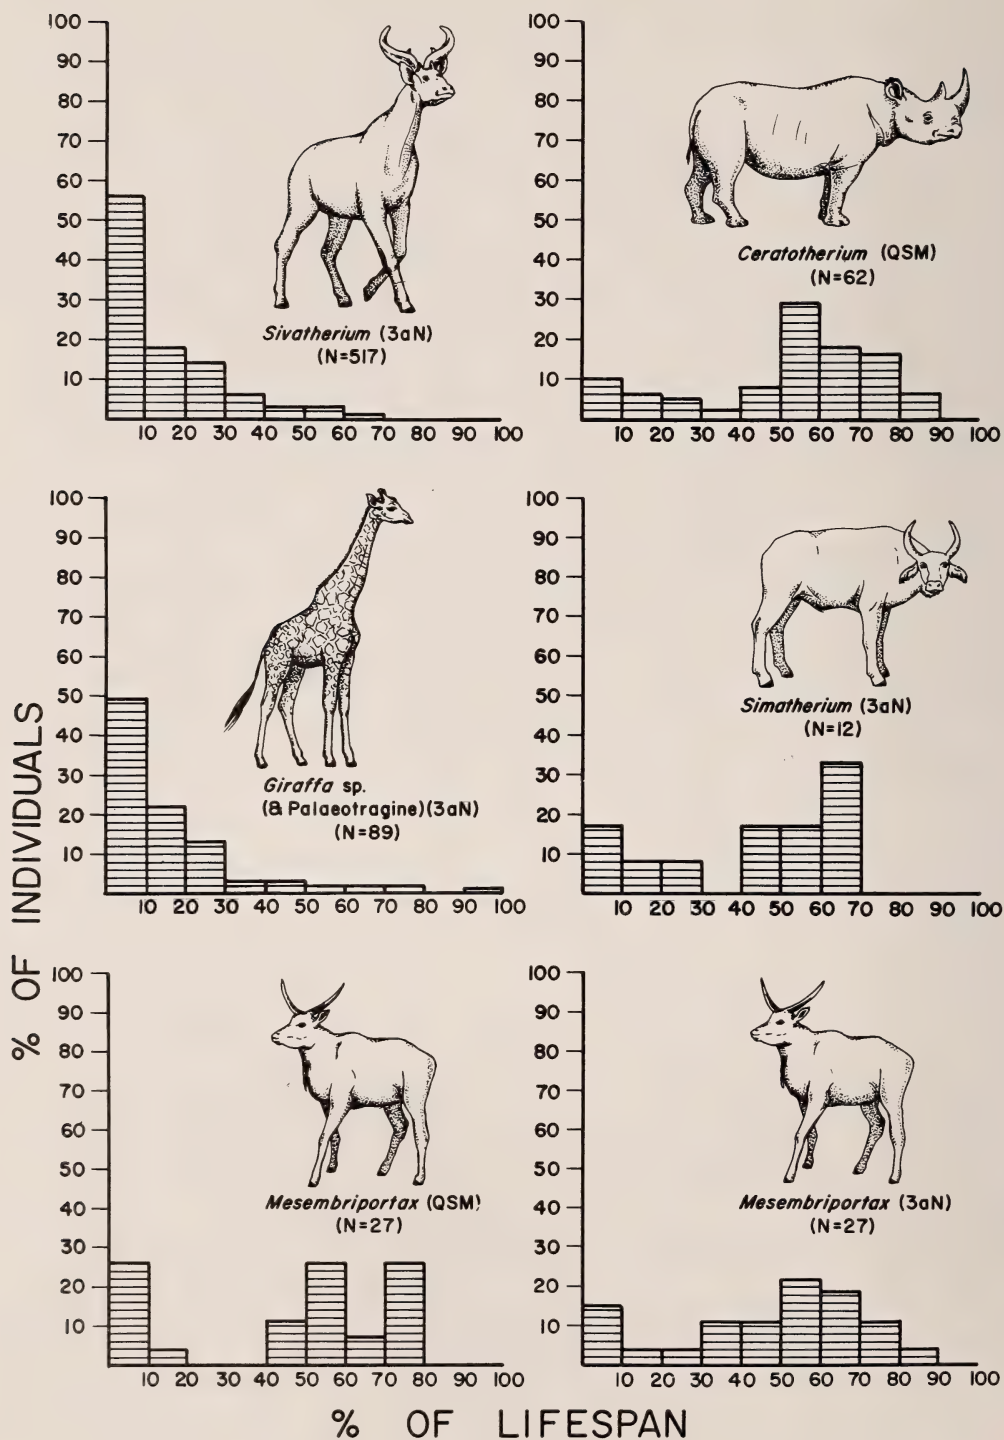 100
90
80
70
60
50
40
30
20
10
Sivatherium (3aN)
(N=517)
10 20 30 40 50 60 70 80 90 100
100
90
80
70
60
50
40
30
20
10
Ceratotherium (QSM)
(N=62)
10 20 30 40 50 60 70 80 90 100
% OF INDIVIDUALS
100
90
80
70
60
50
40
30
20
10
Giraffa sp.
(& Palaeotragine)(3aN)
(N=89)
10 20 30 40 50 60 70 80 90 100
100
90
80
70
60
50
40
30
20
10
Simatherium (3aN)
(N=12)
10 20 30 40 50 60 70 80 90 100
100
90
80
70
60
50
40
30
20
10
Mesembriportax (QSM)
(N=27)
10 20 30 40 50 60 70 80 90 100
100
90
80
70
60
50
40
30
20
10
Mesembriportax (3aN)
(N=27)
10 20 30 40 50 60 70 80 90 100
% OF LIFESPAN